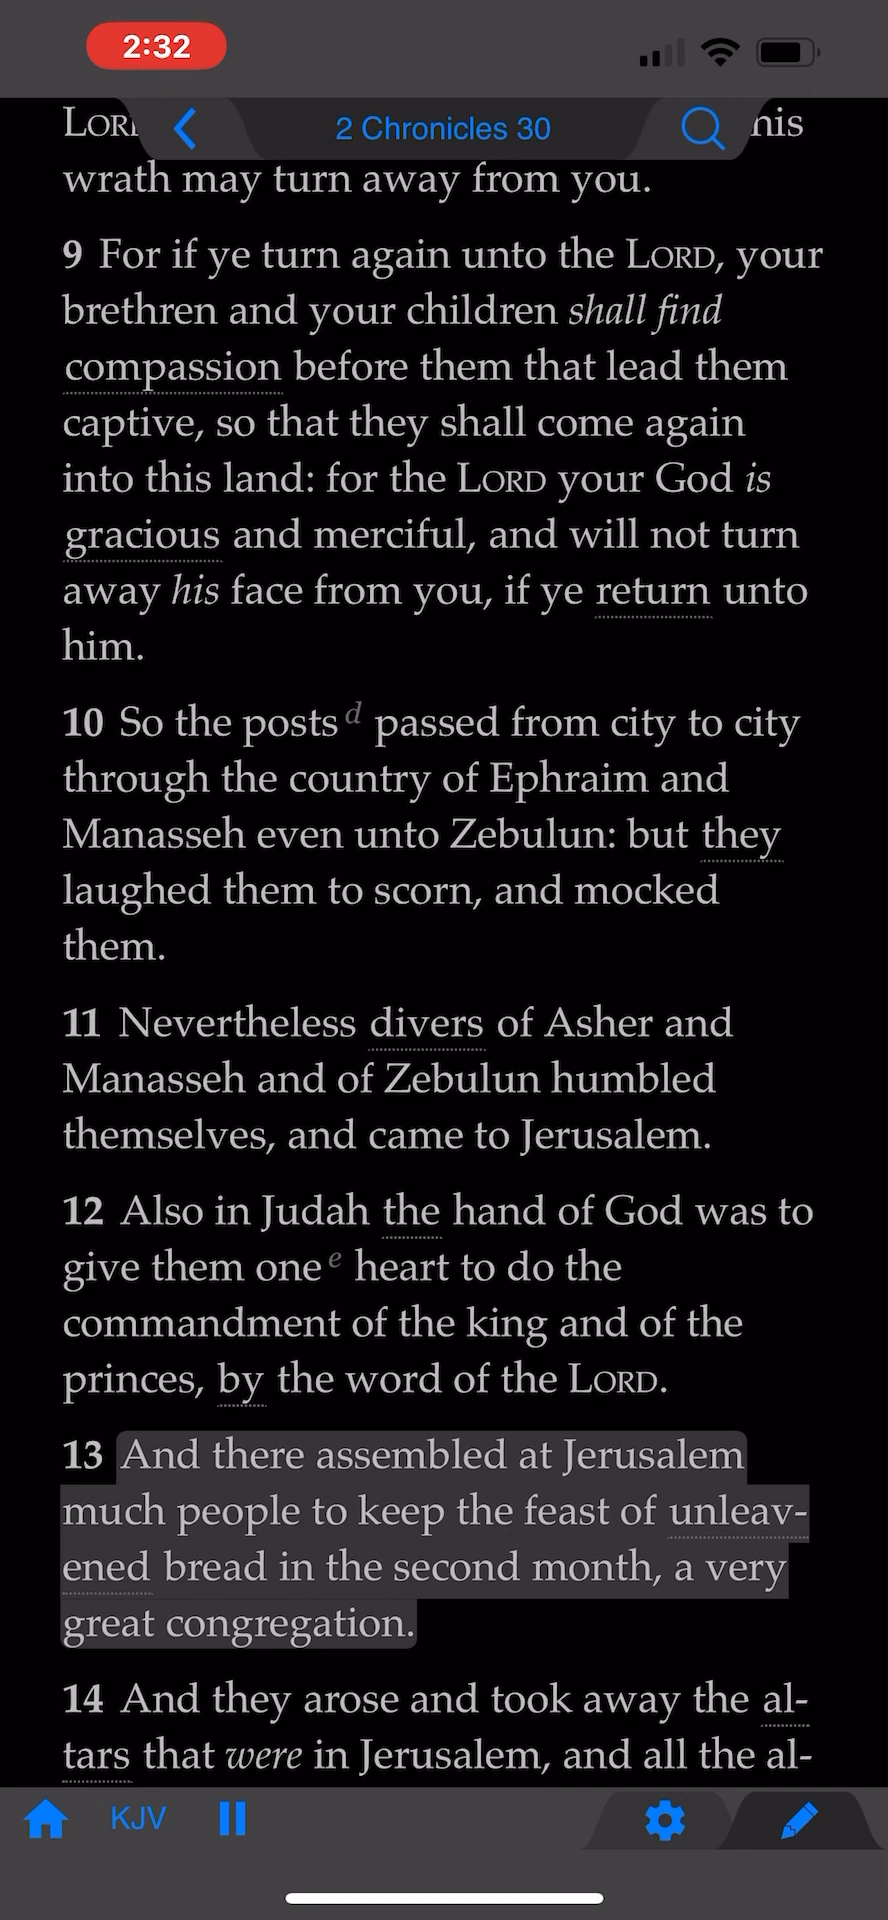 2:32
2 Chronicles 30
LOR his
wrath may turn away from you.
9 For if ye turn again unto the LORD, your
brethren and your children shall find
compassion before them that lead them
captive, so that they shall come again
into this land: for the LORD your God is
gracious and merciful, and will not turn
away his face from you, if ye return unto
him.
10 So the posts d passed from city to city
through the country of Ephraim and
Manasseh even unto Zebulun: but they
laughed them to scorn, and mocked
them.
11 Nevertheless divers of Asher and
Manasseh and of Zebulun humbled
themselves, and came to Jerusalem.
12 Also in Judah the hand of God was to
give them one e heart to do the
commandment of the king and of the
princes, by the word of the LORD.
13 And there assembled at Jerusalem
much people to keep the feast of unleav-
ened bread in the second month, a very
great congregation.
14 And they arose and took away the al-
tars that were in Jerusalem, and all the al-
KJV